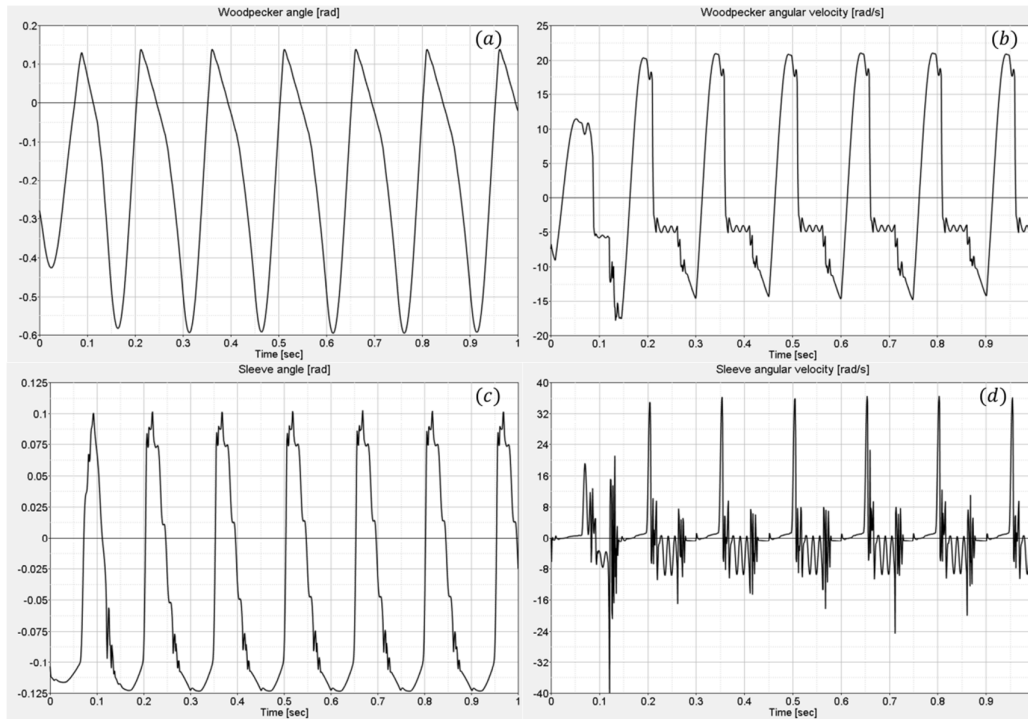 Woodpecker angle [rad]
(a)
0.2
0.1
0
-0.1
-0.2
-0.3
-0.4
-0.5
-0.6
0 0.1 0.2 0.3 0.4 0.5 0.6 0.7 0.8 0.9 1
Time [sec]
Woodpecker angular velocity [rad/s]
(b)
25
20
15
10
5
0
-5
-10
-15
-20
0 0.1 0.2 0.3 0.4 0.5 0.6 0.7 0.8 0.9
Time [sec]
Sleeve angle [rad]
(c)
0.125
0.1
0.075
0.05
0.025
0
-0.025
-0.05
-0.075
-0.1
-0.125
0 0.1 0.2 0.3 0.4 0.5 0.6 0.7 0.8 0.9 1
Time [sec]
Sleeve angular velocity [rad/s]
(d)
40
32
24
16
8
0
-8
-16
-24
-32
-40
0 0.1 0.2 0.3 0.4 0.5 0.6 0.7 0.8 0.9
Time [sec]